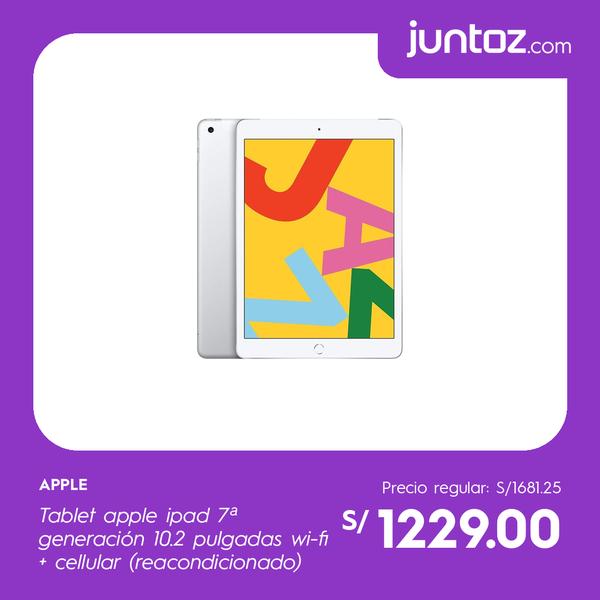 juntoz.com
JAZZ
APPLE
Tablet apple ipad 7ª
generación 10.2 pulgadas wi-fi
+ cellular (reacondicionado)
Precio regular: S/1681.25
S/ 1229.00